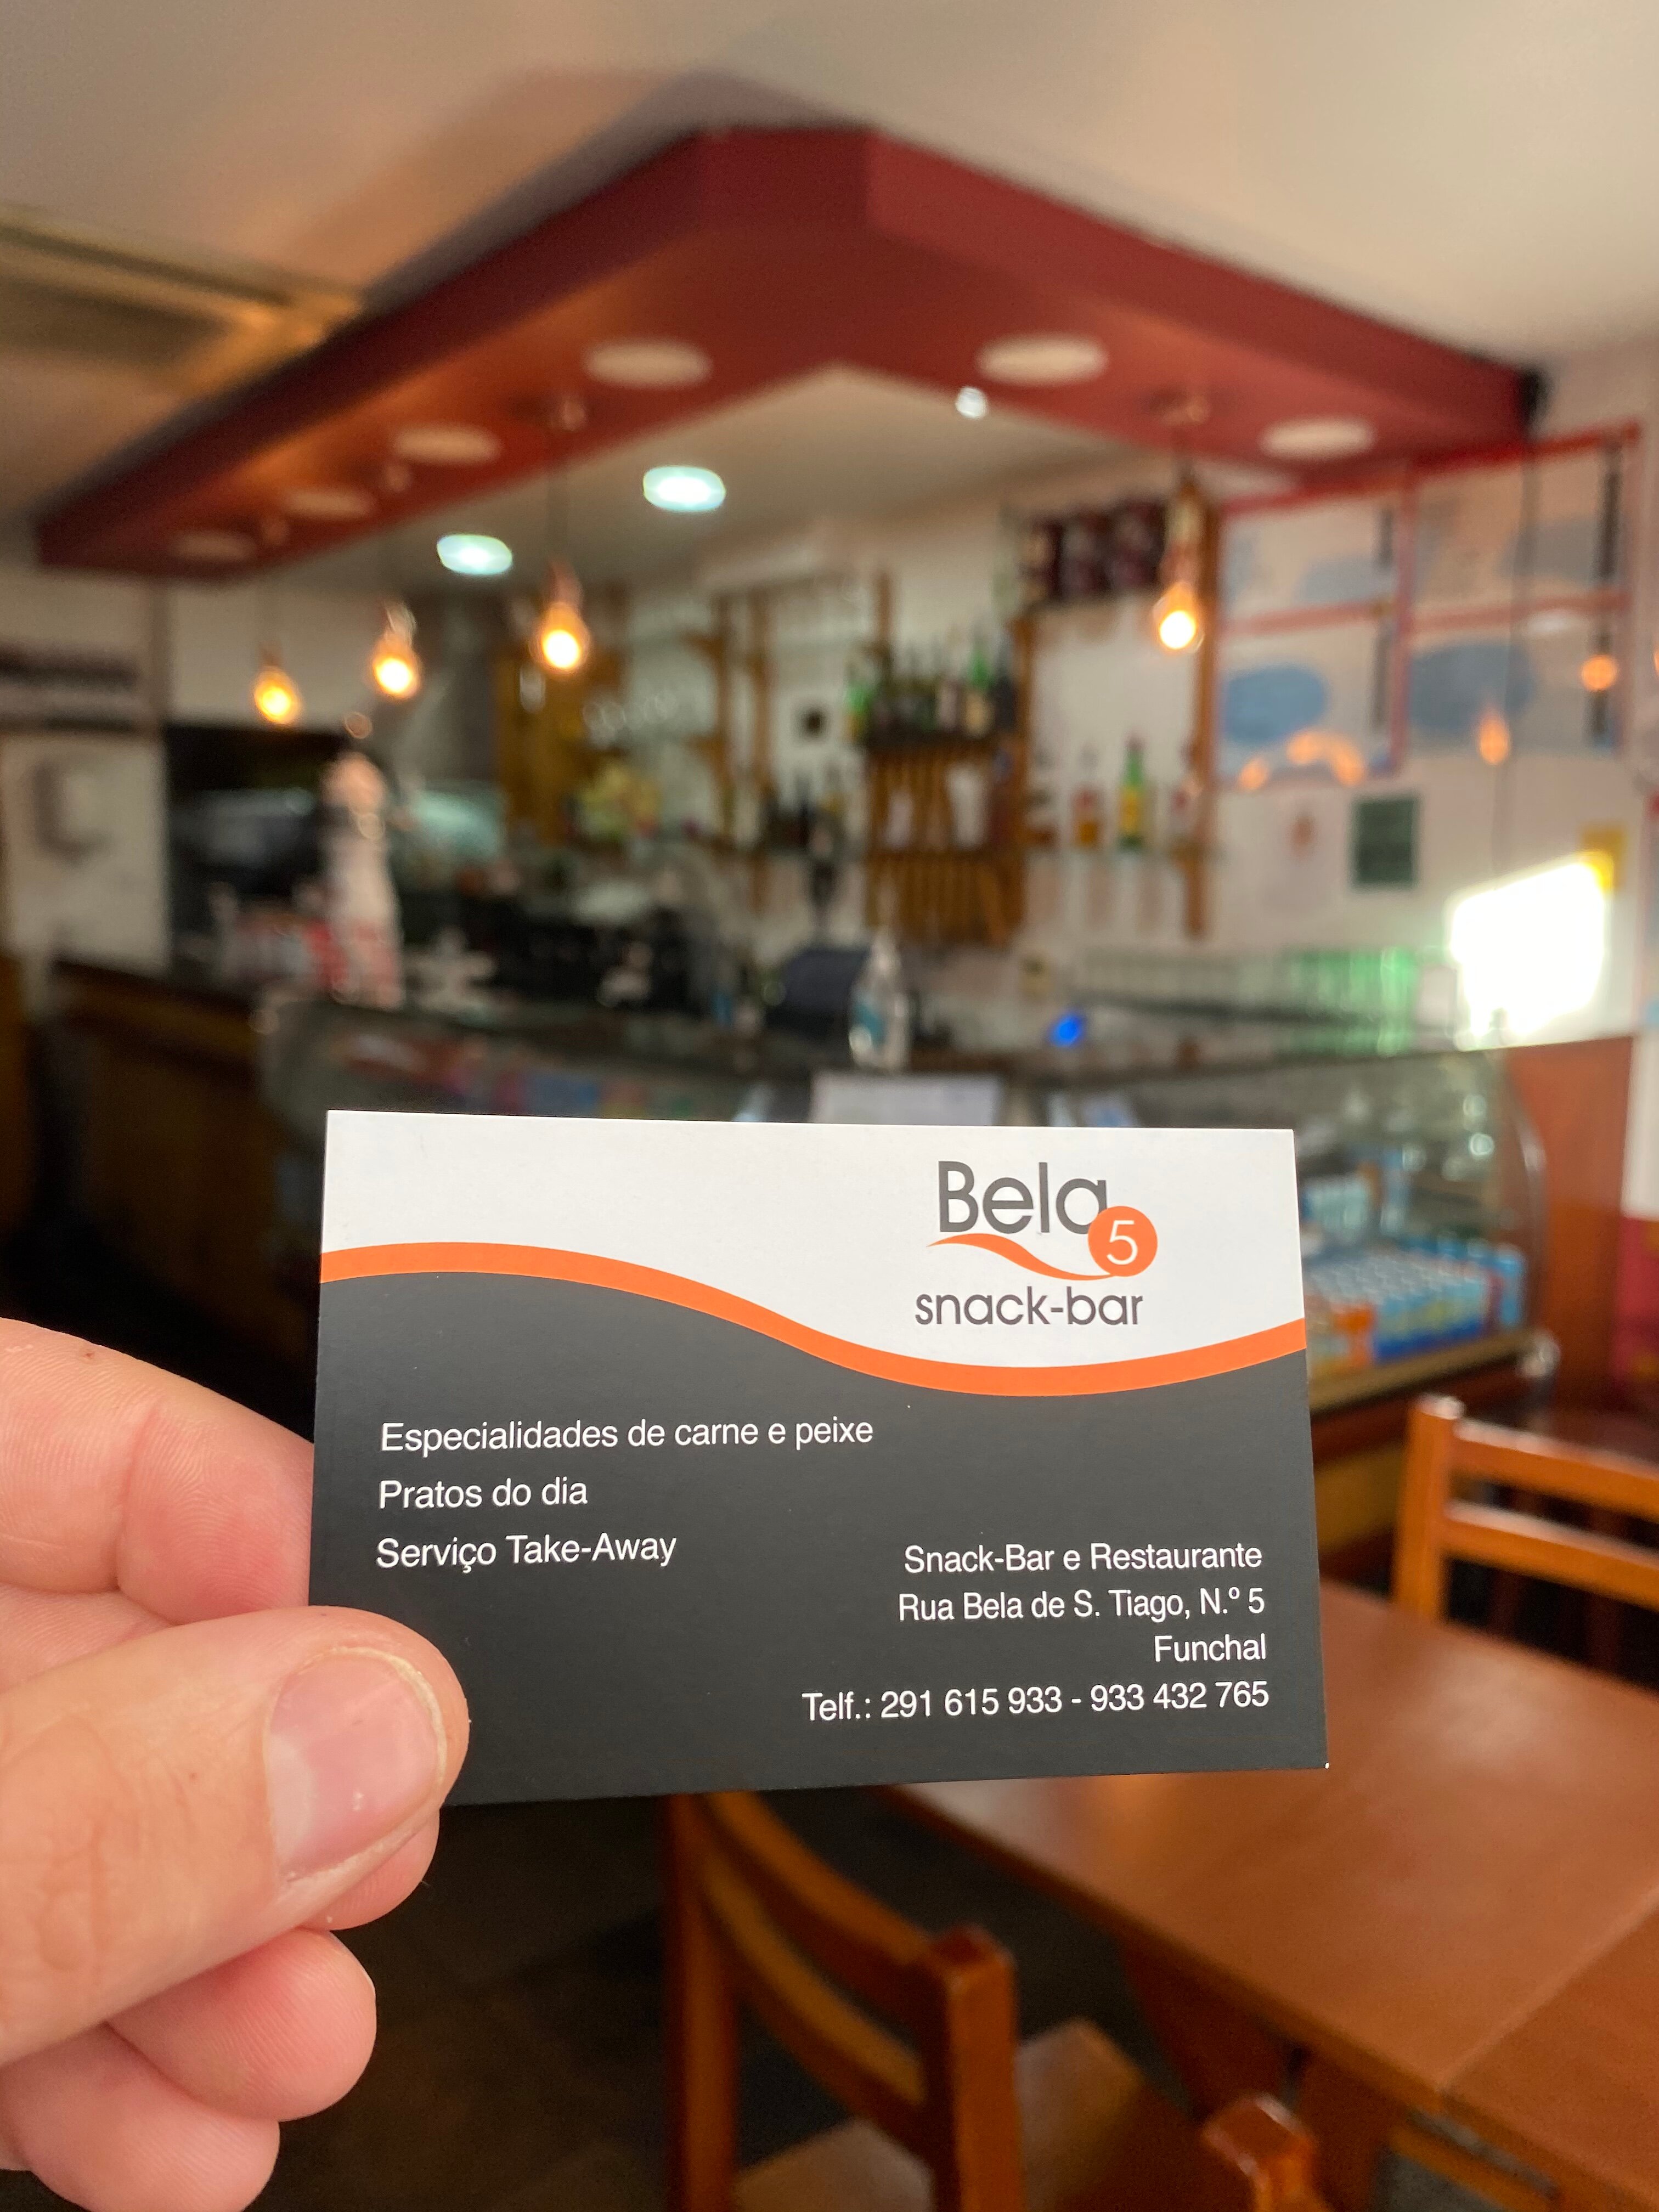 Bela 5
snack-bar
Especialidades de carne e peixe
Pratos do dia
Serviço Take-Away
Snack-Bar e Restaurante
Rua Bela de S. Tiago, N.º 5
Funchal
Telf.: 291 615 933 - 933 432 765